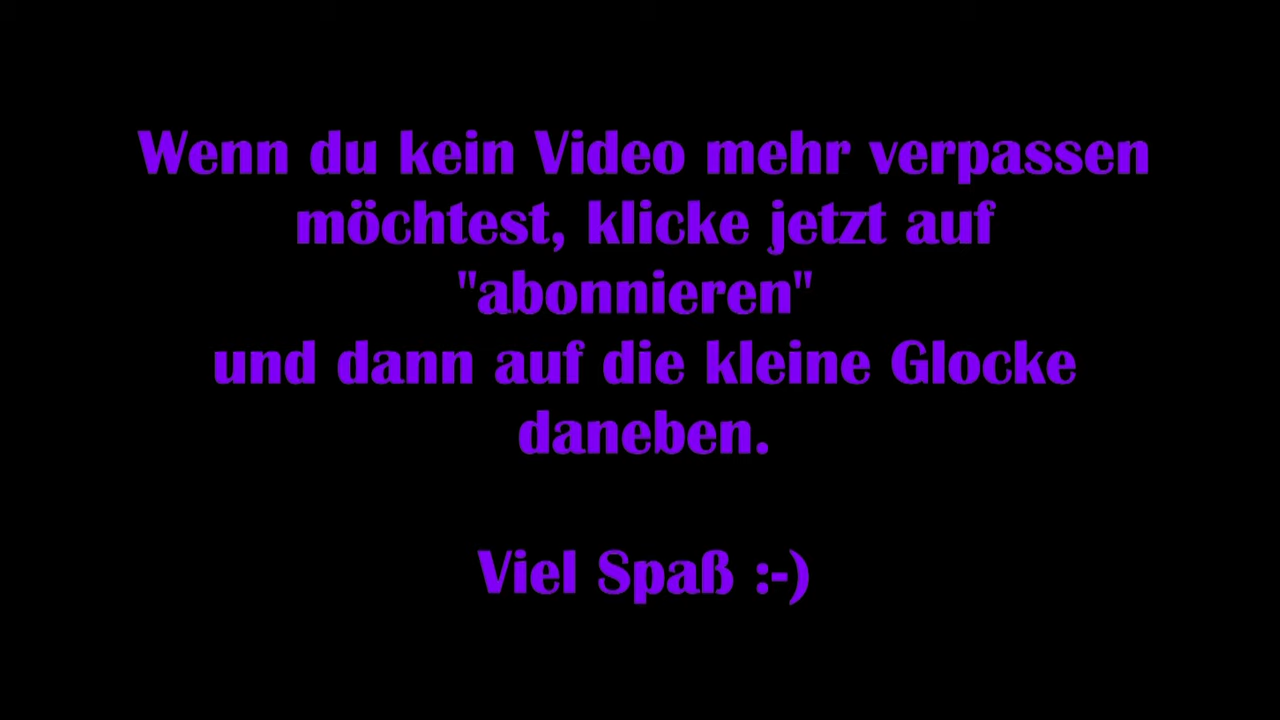 Wenn du kein Video mehr verpassen
möchtest, klicke jetzt auf
"abonnieren"
und dann auf die kleine Glocke
daneben.
Viel Spaß :-)